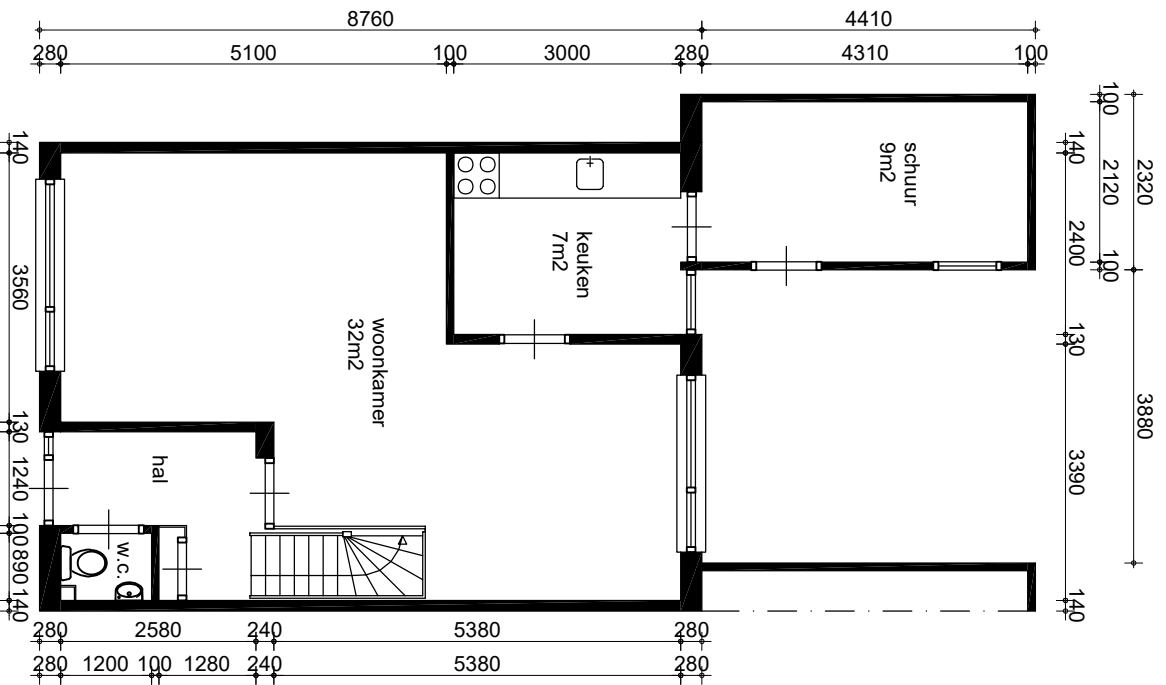 8760 4410
280 5100 100 3000 280 4310 100
100 2120 100
2320 3880
140 3560 130 1240 100 890 140
140 2400 130 3390 140
schuur
9m2
keuken
7m2
woonkamer
32m2
hal
w.c.
280 2580 240 5380 280
280 1200 100 1280 240 5380 280